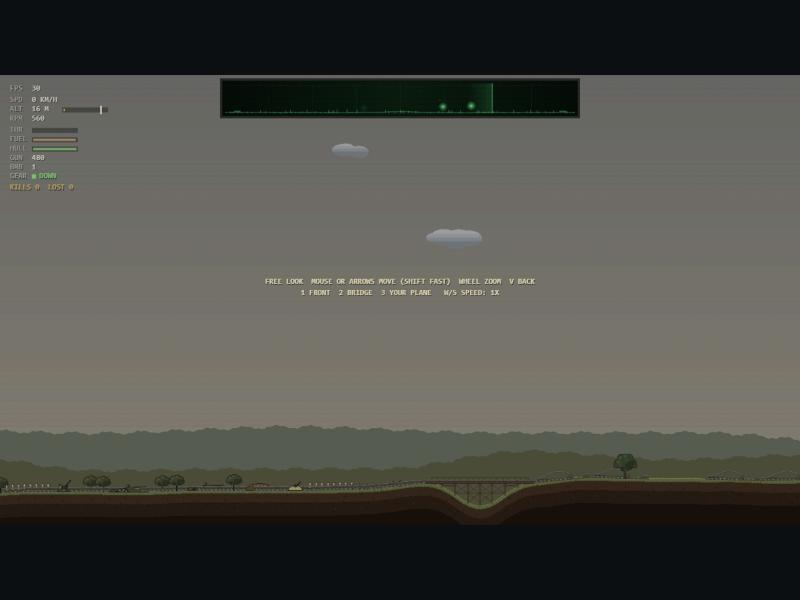 FPS 30
SPD 0 KM/H
ALT 16 M
RPM 560
THR
FUEL
HULL
GUN 480
BMB 1
GEAR DOWN
KILLS 0 LOST 0
FREE LOOK MOUSE OR ARROWS MOVE (SHIFT FAST) WHEEL ZOOM V BACK
1 FRONT 2 BRIDGE 3 YOUR PLANE W/S SPEED: 1X